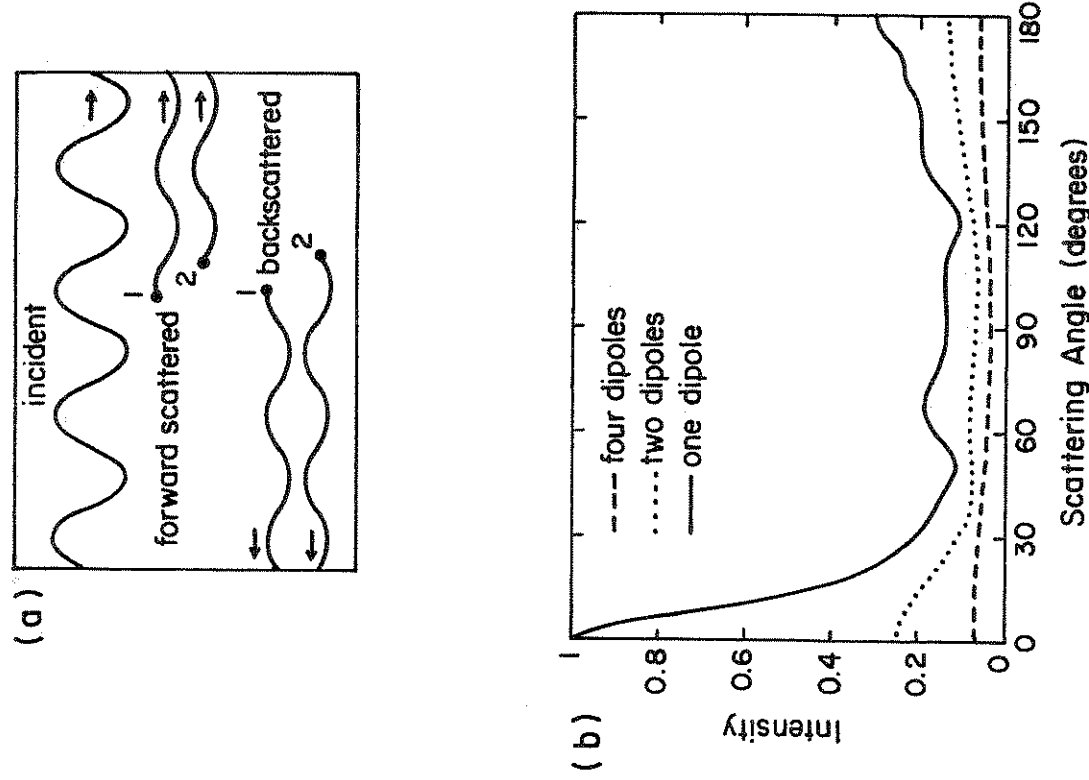 (a)
incident
forward scattered
1
2
1
backscattered
2
(b)
Intensity
1
0.8
0.6
0.4
0.2
0
four dipoles
two dipoles
one dipole
0 30 60 90 120 150 180
Scattering Angle (degrees)